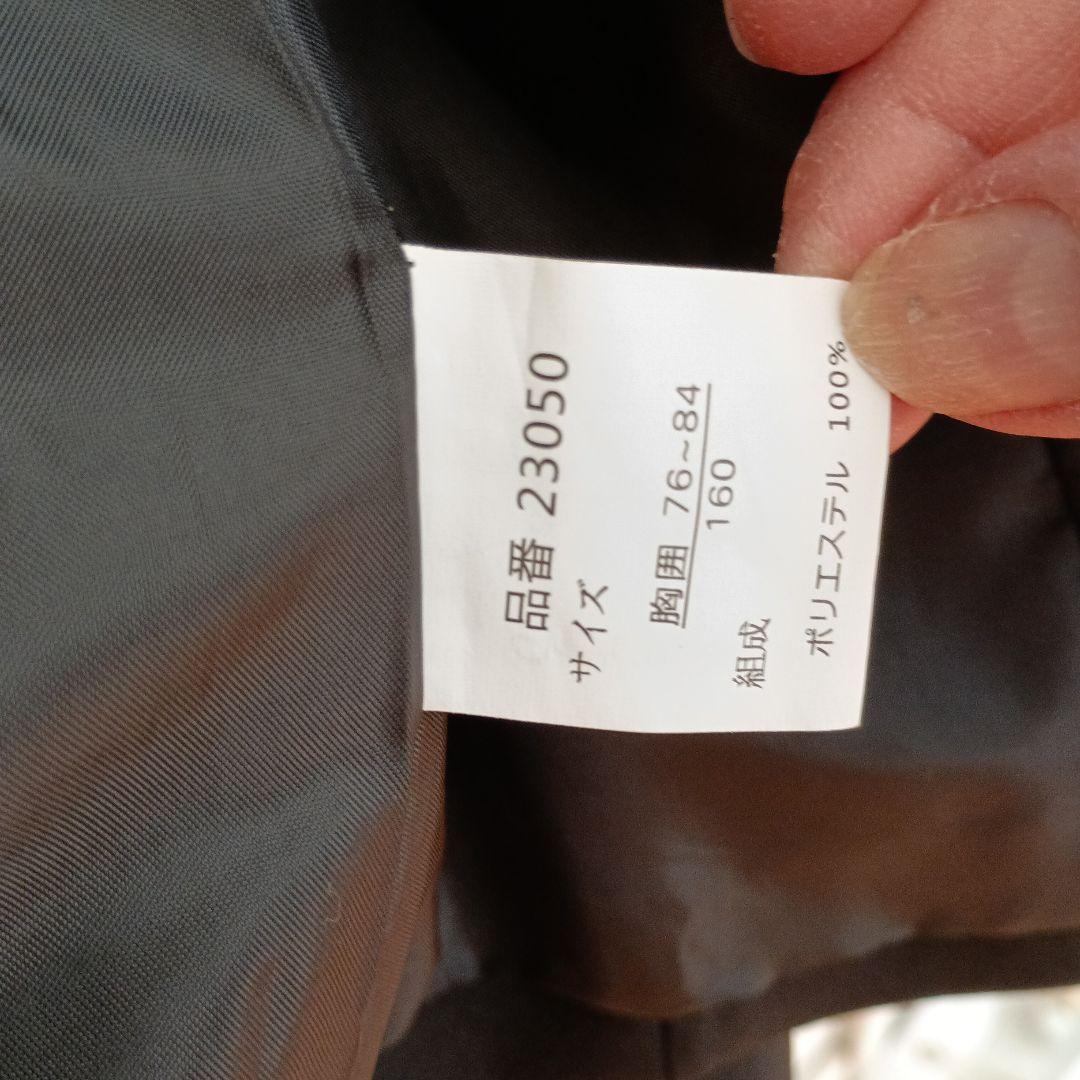 品番 23050
サイズ
胸囲 76~84
160
組成
ポリエステル 100%